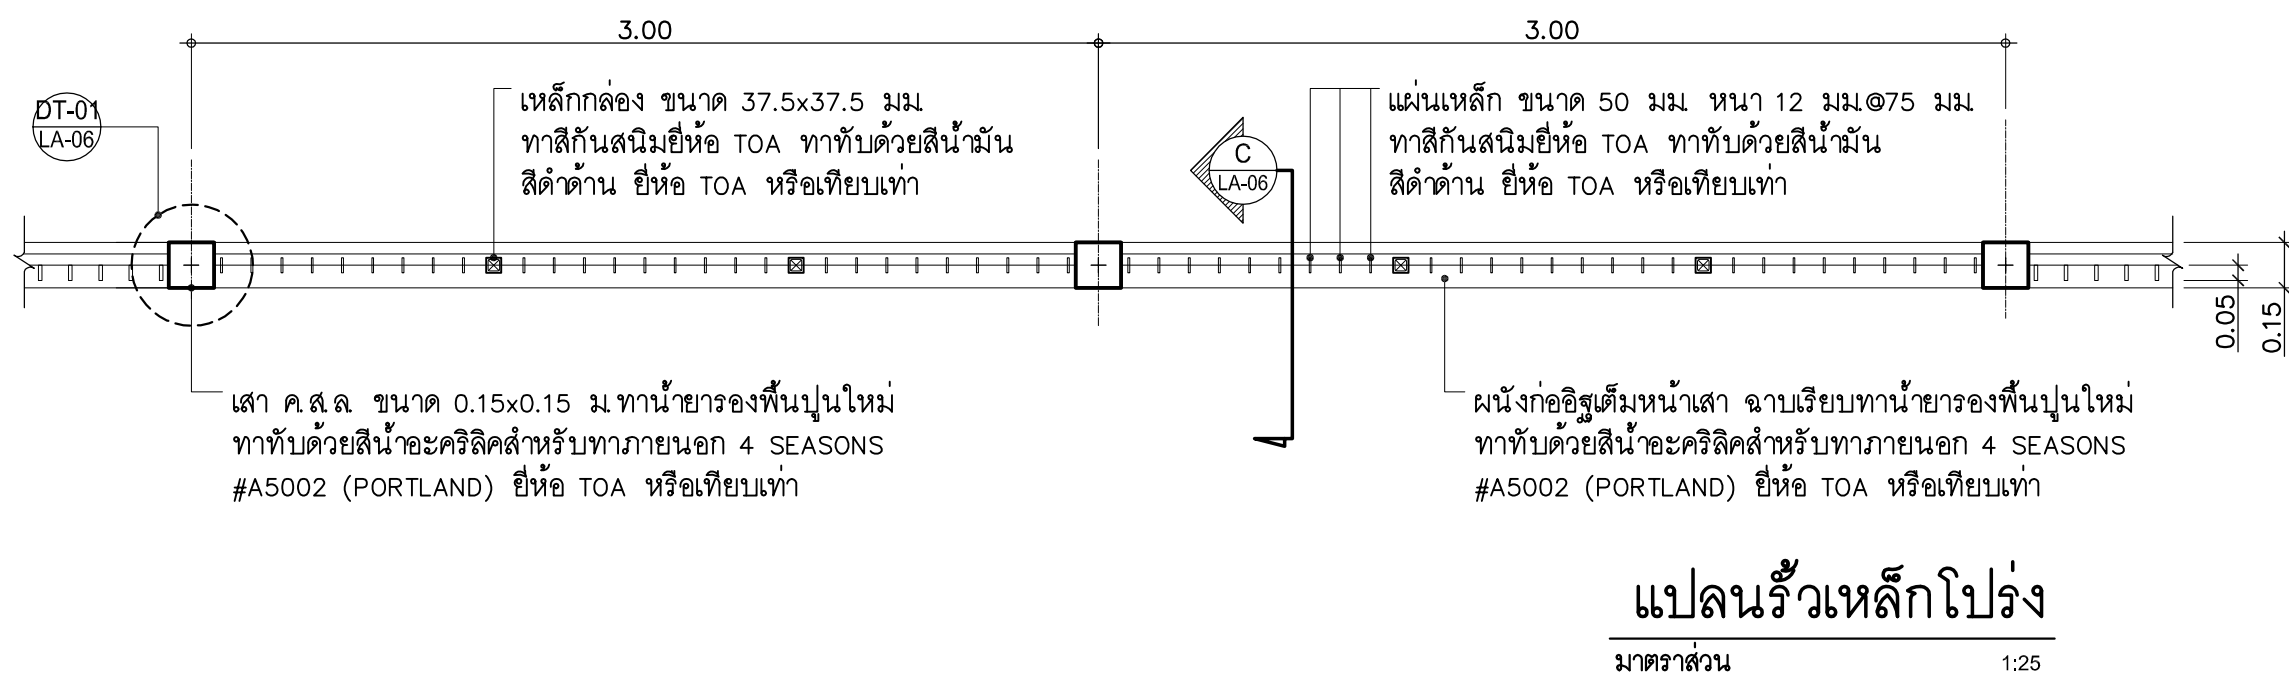 3.00
3.00
DT-01
LA-06
เหล็กกล่อง ขนาด 37.5x37.5 มม.
ทาสีกันสนิมยี่ห้อ TOA ทาทับด้วยสีน้ำมัน
สีดำด้าน ยี่ห้อ TOA หรือเทียบเท่า
C
LA-06
แผ่นเหล็ก ขนาด 50 มม. หนา 12 มม.@75 มม.
ทาสีกันสนิมยี่ห้อ TOA ทาทับด้วยสีน้ำมัน
สีดำด้าน ยี่ห้อ TOA หรือเทียบเท่า
0.05
0.15
เสา ค.ส.ล. ขนาด 0.15x0.15 ม.ทาน้ำยารองพื้นปูนใหม่
ทาทับด้วยสีน้ำอะคริลิคสำหรับทาภายนอก 4 SEASONS
#A5002 (PORTLAND) ยี่ห้อ TOA หรือเทียบเท่า
ผนังก่ออิฐเต็มหน้าเสา ฉาบเรียบทาน้ำยารองพื้นปูนใหม่
ทาทับด้วยสีน้ำอะคริลิคสำหรับทาภายนอก 4 SEASONS
#A5002 (PORTLAND) ยี่ห้อ TOA หรือเทียบเท่า
แปลนรั้วเหล็กโปร่ง
มาตราส่วน 1:25